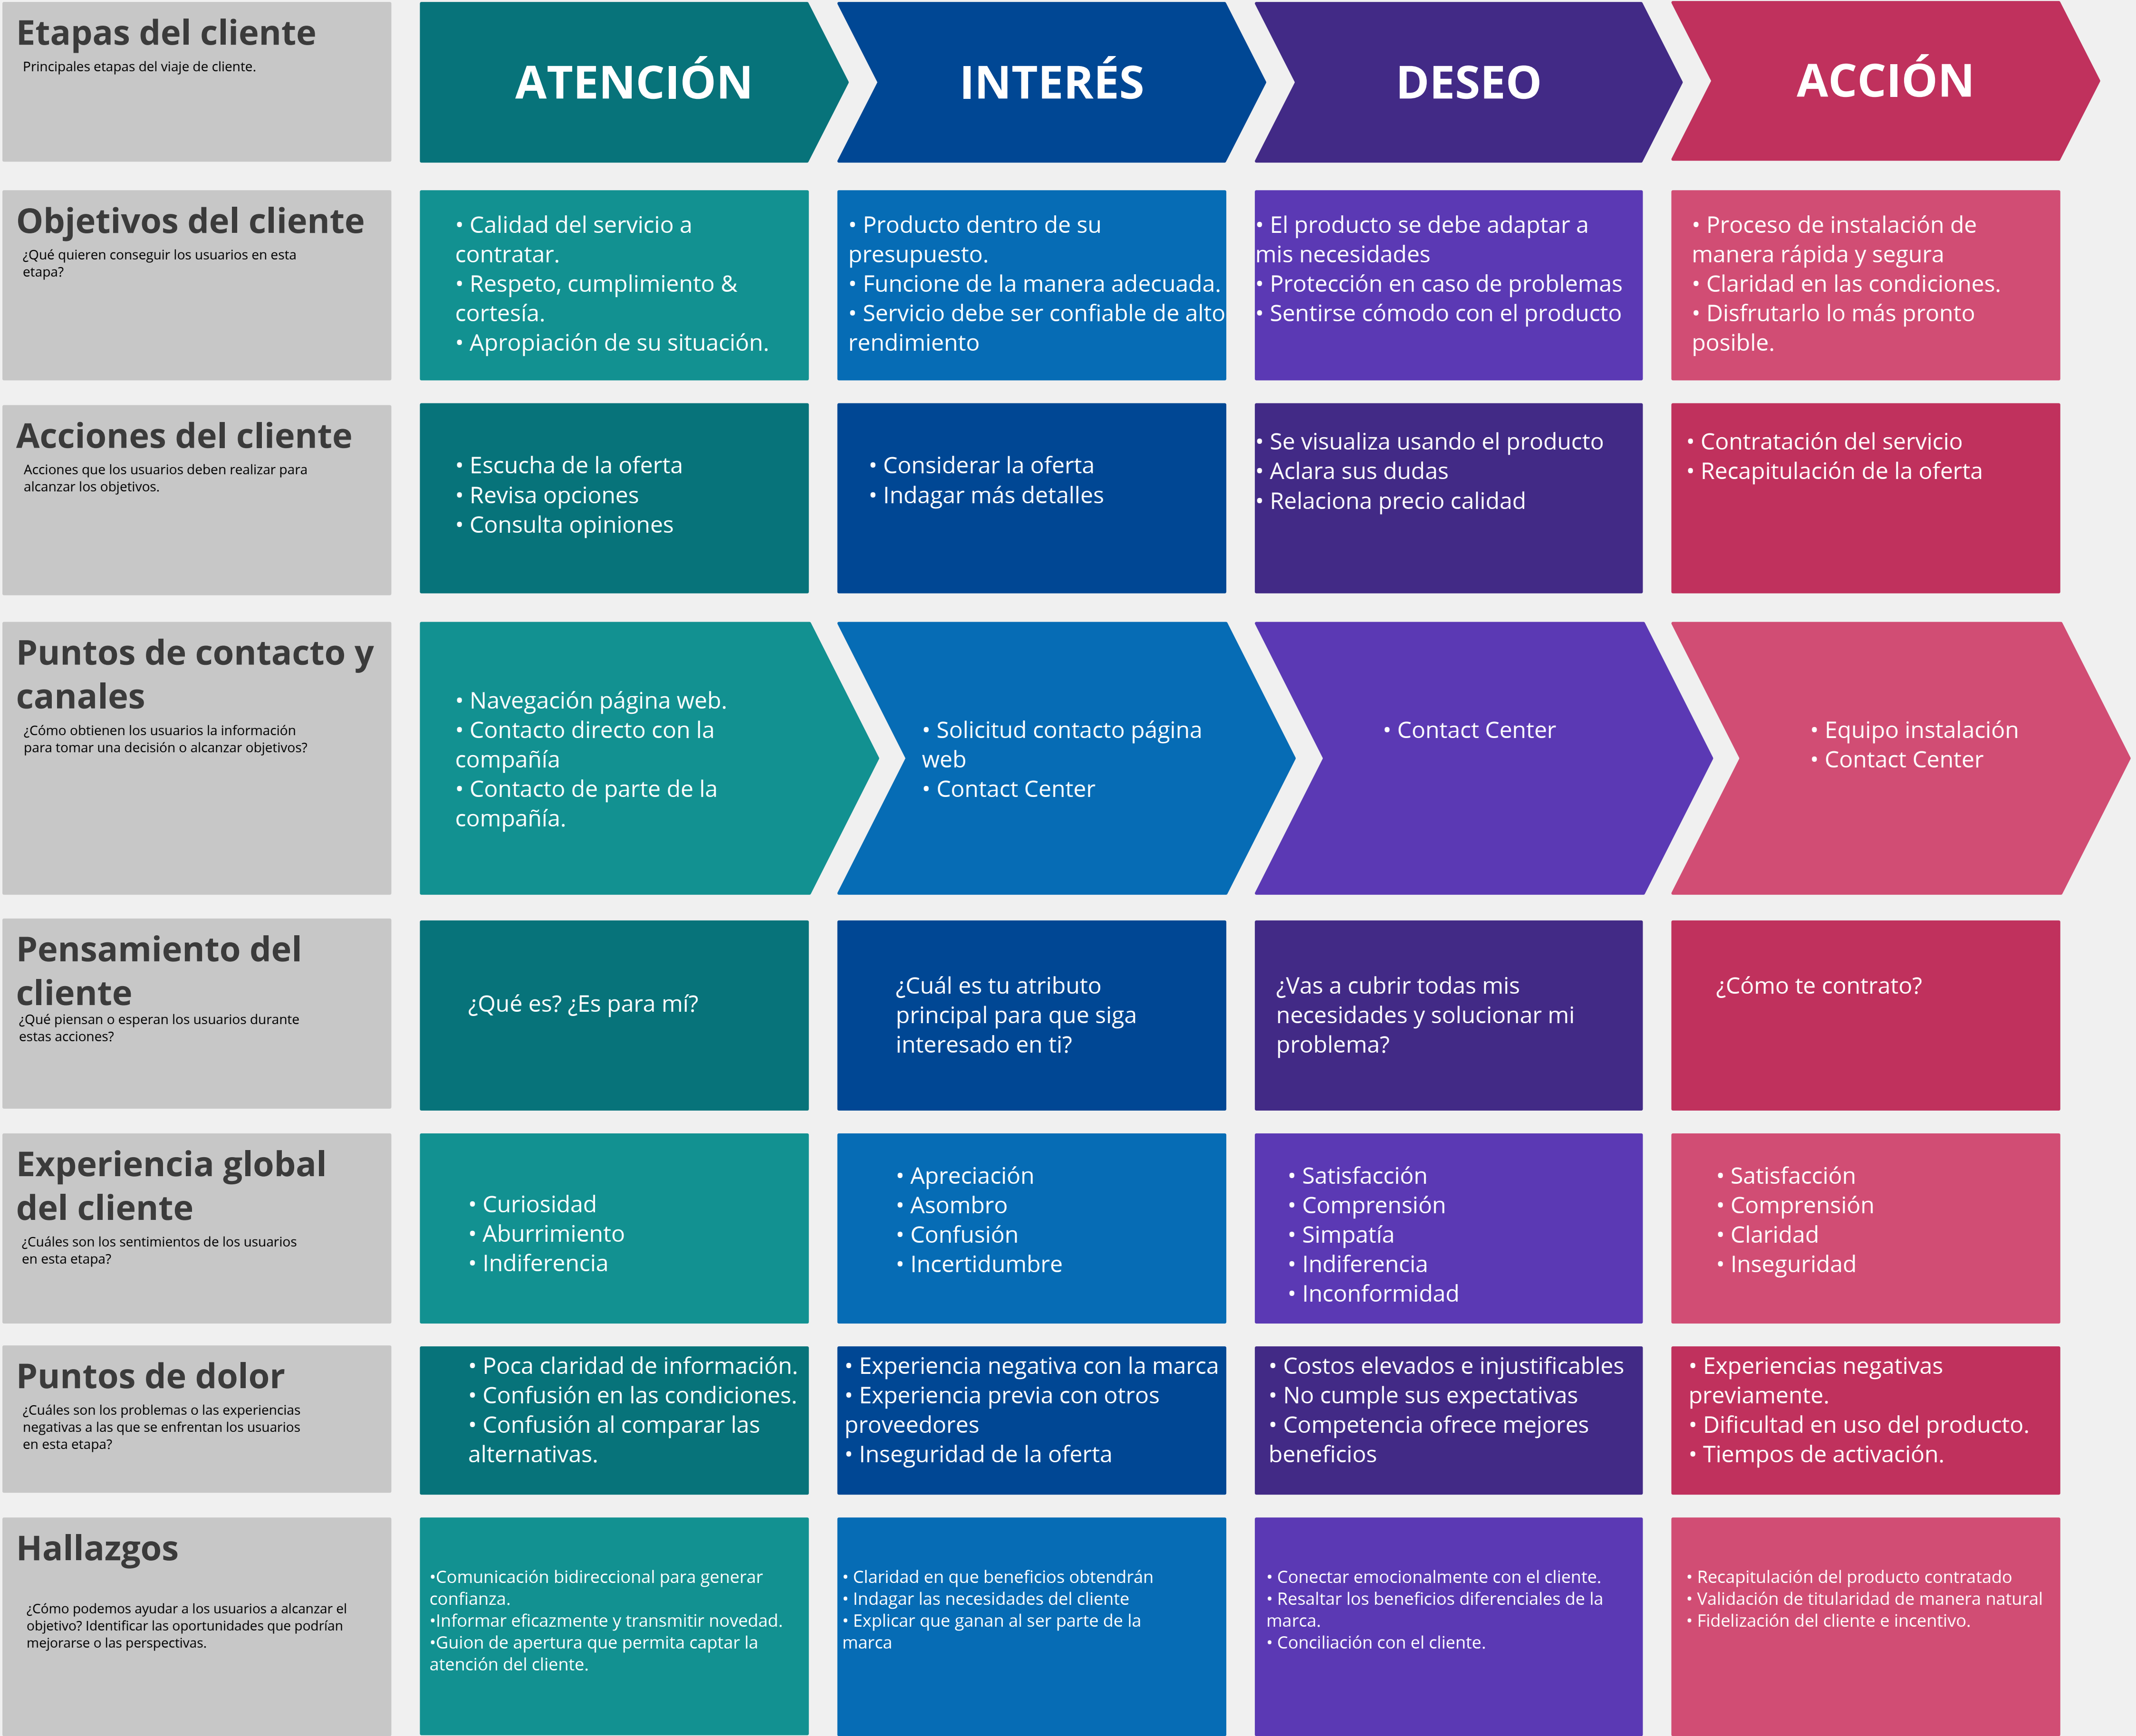 Etapas del cliente
Principales etapas del viaje de cliente.
ATENCIÓN
INTERÉS
DESEO
ACCIÓN
Objetivos del cliente
¿Qué quieren conseguir los usuarios en esta
etapa?
• Calidad del servicio a
contratar.
• Respeto, cumplimiento &
cortesía.
• Apropiación de su situación.
• Producto dentro de su
presupuesto.
• Funcione de la manera adecuada.
• Servicio debe ser confiable de alto
rendimiento
• El producto se debe adaptar a
mis necesidades
• Protección en caso de problemas
• Sentirse cómodo con el producto
• Proceso de instalación de
manera rápida y segura
• Claridad en las condiciones.
• Disfrutarlo lo más pronto
posible.
Acciones del cliente
Acciones que los usuarios deben realizar para
alcanzar los objetivos.
• Escucha de la oferta
• Revisa opciones
• Consulta opiniones
• Considerar la oferta
• Indagar más detalles
• Se visualiza usando el producto
• Aclara sus dudas
• Relaciona precio calidad
• Contratación del servicio
• Recapitulación de la oferta
Puntos de contacto y
canales
¿Cómo obtienen los usuarios la información
para tomar una decisión o alcanzar objetivos?
• Navegación página web.
• Contacto directo con la
compañía
• Contacto de parte de la
compañía.
• Solicitud contacto página
web
• Contact Center
• Contact Center
• Equipo instalación
• Contact Center
Pensamiento del
cliente
¿Qué piensan o esperan los usuarios durante
estas acciones?
¿Qué es? ¿Es para mí?
¿Cuál es tu atributo
principal para que siga
interesado en ti?
¿Vas a cubrir todas mis
necesidades y solucionar mi
problema?
¿Cómo te contrato?
Experiencia global
del cliente
¿Cuáles son los sentimientos de los usuarios
en esta etapa?
• Curiosidad
• Aburrimiento
• Indiferencia
• Apreciación
• Asombro
• Confusión
• Incertidumbre
• Satisfacción
• Comprensión
• Simpatía
• Indiferencia
• Inconformidad
• Satisfacción
• Comprensión
• Claridad
• Inseguridad
Puntos de dolor
¿Cuáles son los problemas o las experiencias
negativas a las que se enfrentan los usuarios
en esta etapa?
• Poca claridad de información.
• Confusión en las condiciones.
• Confusión al comparar las
alternativas.
• Experiencia negativa con la marca
• Experiencia previa con otros
proveedores
• Inseguridad de la oferta
• Costos elevados e injustificables
• No cumple sus expectativas
• Competencia ofrece mejores
beneficios
• Experiencias negativas
previamente.
• Dificultad en uso del producto.
• Tiempos de activación.
Hallazgos
¿Cómo podemos ayudar a los usuarios a alcanzar el
objetivo? Identificar las oportunidades que podrían
mejorarse o las perspectivas.
•Comunicación bidireccional para generar
confianza.
•Informar eficazmente y transmitir novedad.
•Guion de apertura que permita captar la
atención del cliente.
• Claridad en que beneficios obtendrán
• Indagar las necesidades del cliente
• Explicar que ganan al ser parte de la
marca
• Conectar emocionalmente con el cliente.
• Resaltar los beneficios diferenciales de la
marca.
• Conciliación con el cliente.
• Recapitulación del producto contratado
• Validación de titularidad de manera natural
• Fidelización del cliente e incentivo.